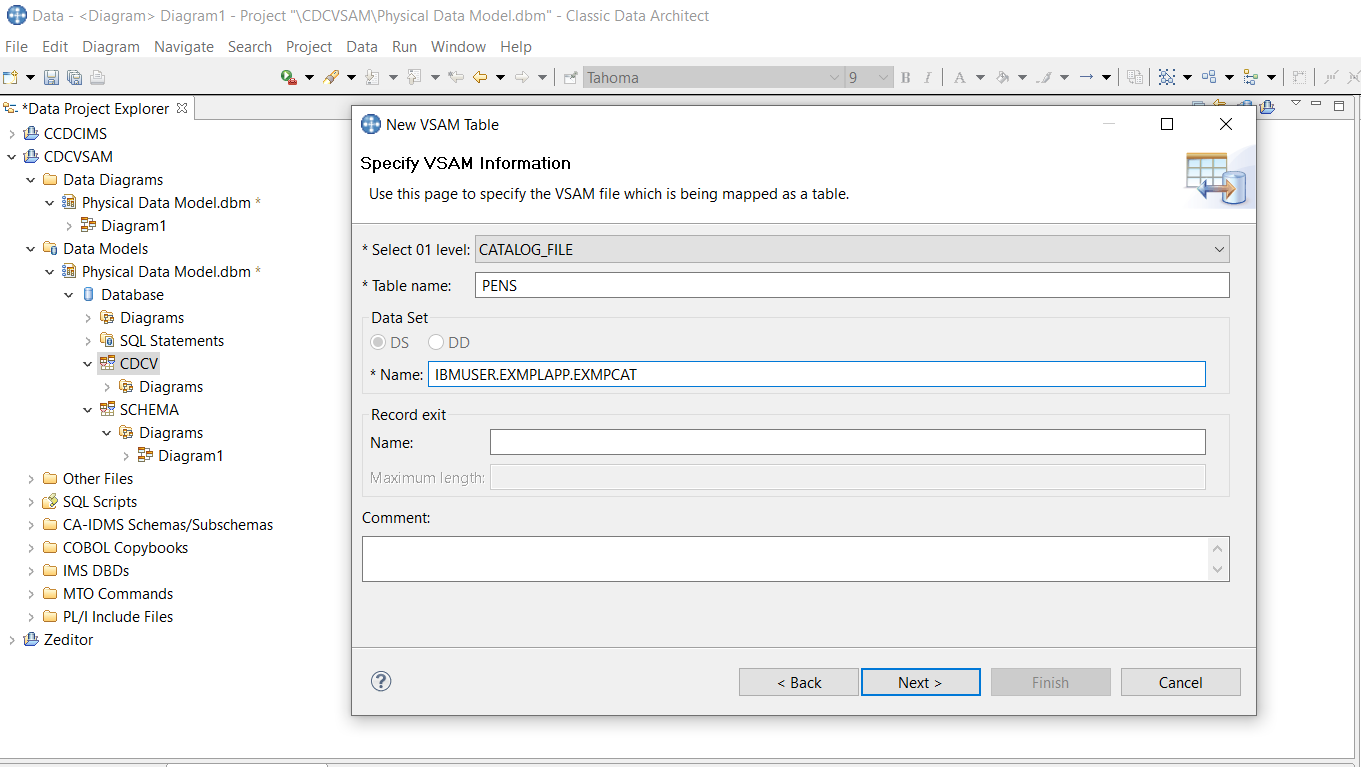 Data - <Diagram> Diagram1 - Project "\CDCVSAM\Physical Data Model.dbm" - Classic Data Architect
File Edit Diagram Navigate Search Project Data Run Window Help
Tahoma 9 B I A
*Data Project Explorer
CCDCIMS
CDCVSAM
Data Diagrams
Physical Data Model.dbm *
Diagram1
Data Models
Physical Data Model.dbm *
Database
Diagrams
SQL Statements
CDCV
Diagrams
SCHEMA
Diagrams
Diagram1
Other Files
SQL Scripts
CA-IDMS Schemas/Subschemas
COBOL Copybooks
IMS DBDs
MTO Commands
PL/I Include Files
Zeditor
New VSAM Table
Specify VSAM Information
Use this page to specify the VSAM file which is being mapped as a table.
* Select 01 level: CATALOG_FILE
* Table name: PENS
Data Set
DS DD
* Name: IBMUSER.EXMPLAPP.EXMPCAT
Record exit
Name:
Maximum length:
Comment:
? < Back Next > Finish Cancel